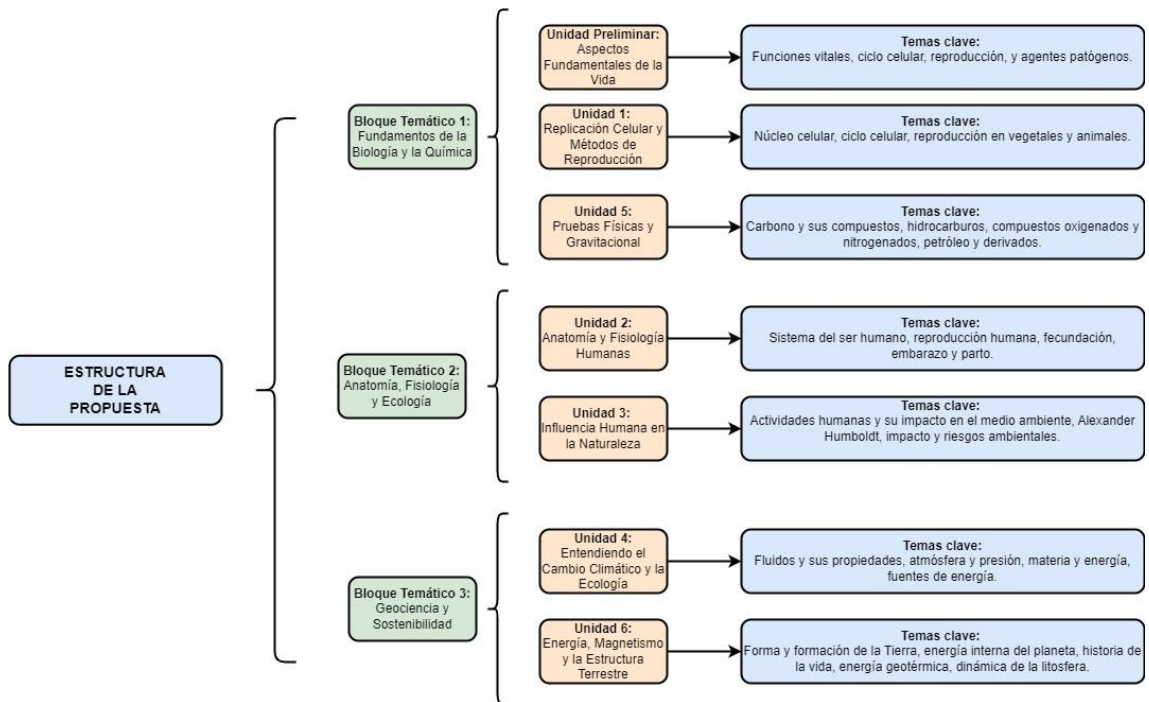 ESTRUCTURA
DE LA
PROPUESTA
Bloque Temático 1:
Fundamentos de la
Biología y la Química
Unidad Preliminar:
Aspectos
Fundamentales de la
Vida
Temas clave:
Funciones vitales, ciclo celular, reproducción, y agentes patógenos.
Unidad 1:
Replicación Celular y
Métodos de
Reproducción
Temas clave:
Núcleo celular, ciclo celular, reproducción en vegetales y animales.
Unidad 5:
Pruebas Físicas y
Gravitacional
Temas clave:
Carbono y sus compuestos, hidrocarburos, compuestos oxigenados y
nitrogenados, petróleo y derivados.
Bloque Temático 2:
Anatomía, Fisiología
y Ecología
Unidad 2:
Anatomía y Fisiología
Humanas
Temas clave:
Sistema del ser humano, reproducción humana, fecundación,
embarazo y parto.
Unidad 3:
Influencia Humana en
la Naturaleza
Temas clave:
Actividades humanas y su impacto en el medio ambiente, Alexander
Humboldt, impacto y riesgos ambientales.
Bloque Temático 3:
Geociencia y
Sostenibilidad
Unidad 4:
Entendiendo el
Cambio Climático y la
Ecología
Temas clave:
Fluidos y sus propiedades, atmósfera y presión, materia y energía,
fuentes de energía.
Unidad 6:
Energía, Magnetismo
y la Estructura
Terrestre
Temas clave:
Forma y formación de la Tierra, energía interna del planeta, historia de
la vida, energía geotérmica, dinámica de la litosfera.